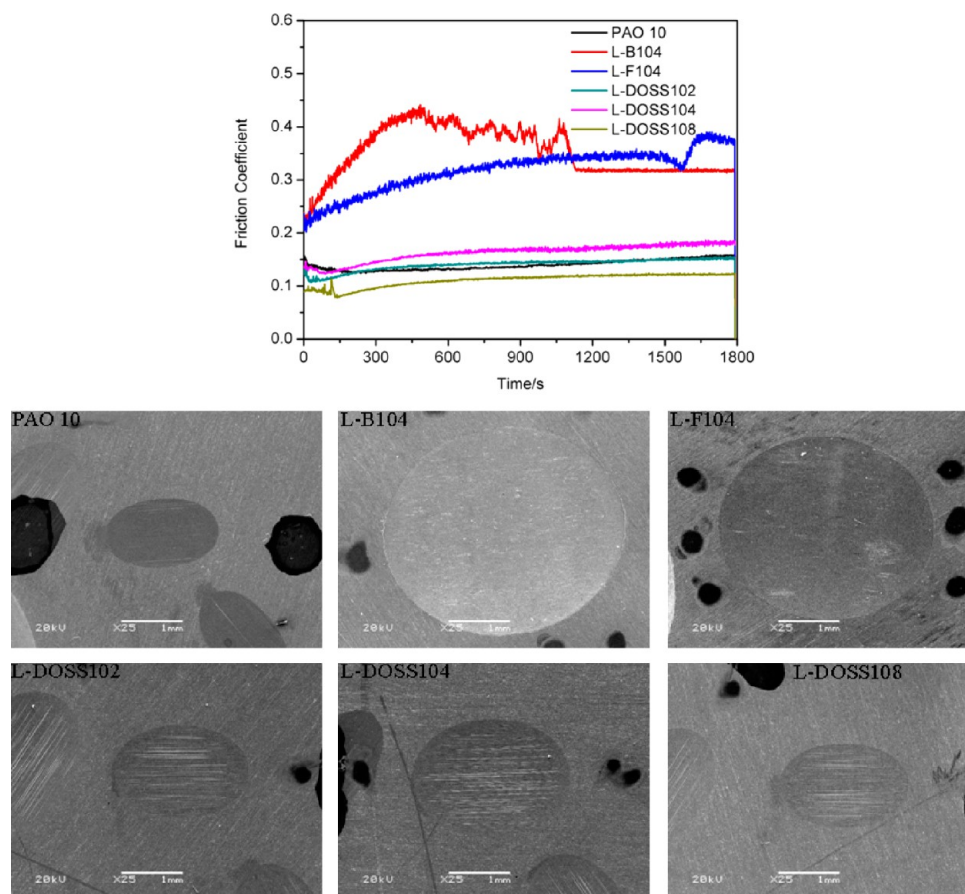 0.6
0.5
0.4
0.3
0.2
0.1
0.0
Friction Coefficient
PAO 10
L-B104
L-F104
L-DOSS102
L-DOSS104
L-DOSS108
0 300 600 900 1200 1500 1800
Time/s
PAO 10
20kV X25 1mm
L-B104
20kV X25 1mm
L-F104
20kV X25 1mm
L-DOSS102
20kV X25 1mm
L-DOSS104
20kV X25 1mm
L-DOSS108
20kV X25 1mm